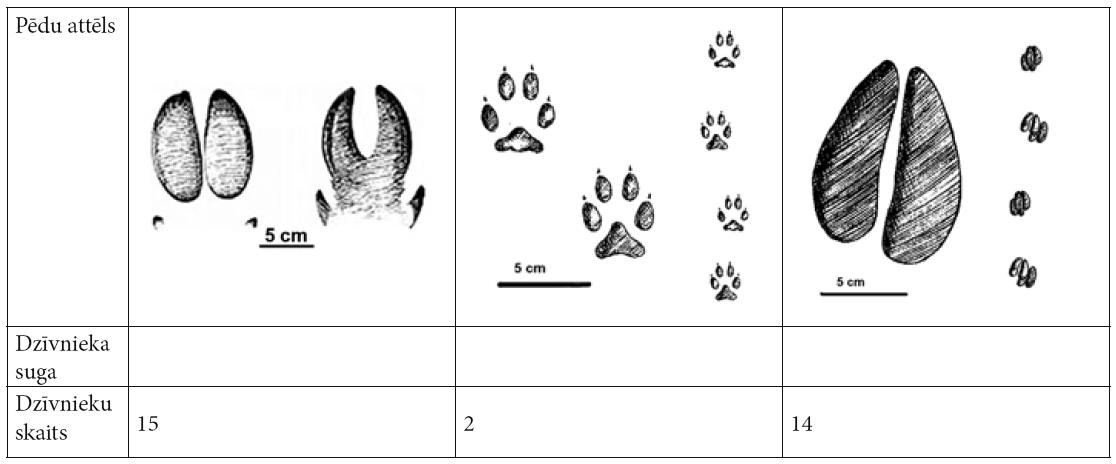 Pēdu attēls
5 cm
5 cm
5 cm
Dzīvnieka
suga
Dzīvnieku
skaits
15
2
14